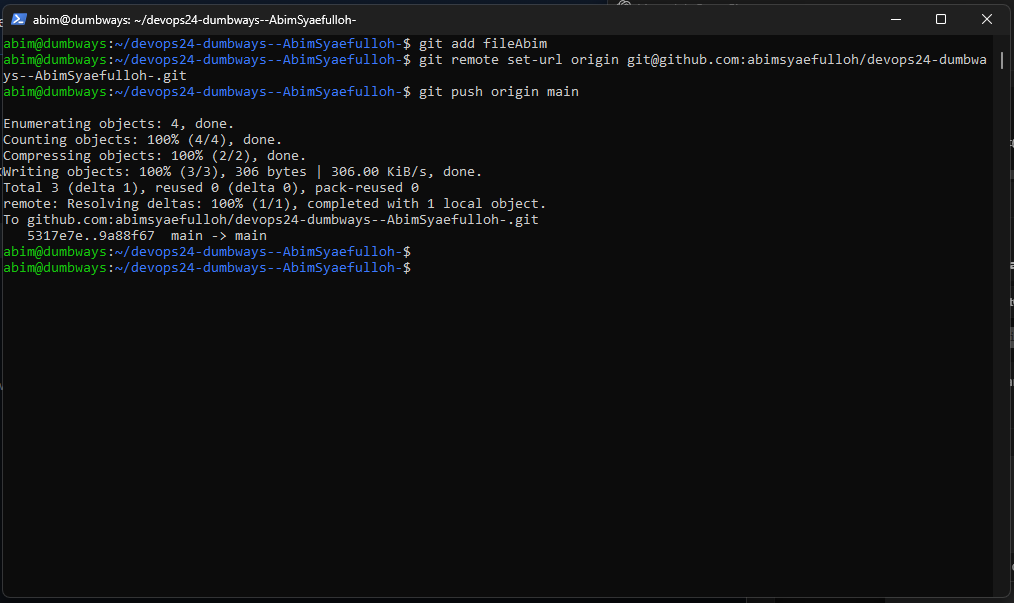 abim@dumbways: ~/devops24-dumbways--AbimSyaefulloh-
abim@dumbways:~/devops24-dumbways--AbimSyaefulloh-$ git add fileAbim
abim@dumbways:~/devops24-dumbways--AbimSyaefulloh-$ git remote set-url origin git@github.com:abimsyaefulloh/devops24-dumbwa
ys--AbimSyaefulloh-.git
abim@dumbways:~/devops24-dumbways--AbimSyaefulloh-$ git push origin main
Enumerating objects: 4, done.
Counting objects: 100% (4/4), done.
Compressing objects: 100% (2/2), done.
Writing objects: 100% (3/3), 306 bytes | 306.00 KiB/s, done.
Total 3 (delta 1), reused 0 (delta 0), pack-reused 0
remote: Resolving deltas: 100% (1/1), completed with 1 local object.
To github.com:abimsyaefulloh/devops24-dumbways--AbimSyaefulloh-.git
   5317e7e..9a88f67  main -> main
abim@dumbways:~/devops24-dumbways--AbimSyaefulloh-$
abim@dumbways:~/devops24-dumbways--AbimSyaefulloh-$